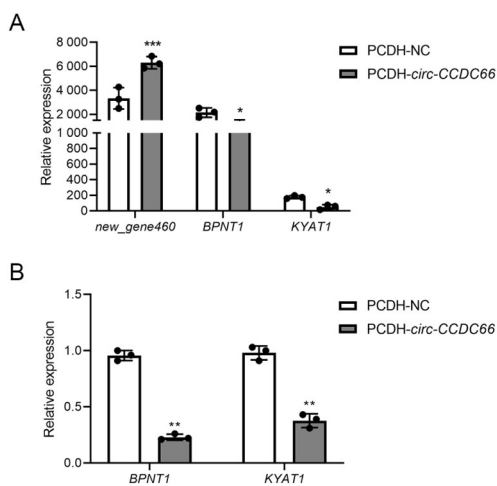 A
8 000
6 000
4 000
2 000
1 000
800
600
400
200
0
Relative expression
***
*
*
new_gene460
BPNT1
KYAT1
PCDH-NC
PCDH-circ-CCDC66
B
1.5
1.0
0.5
0.0
Relative expression
**
**
BPNT1
KYAT1
PCDH-NC
PCDH-circ-CCDC66